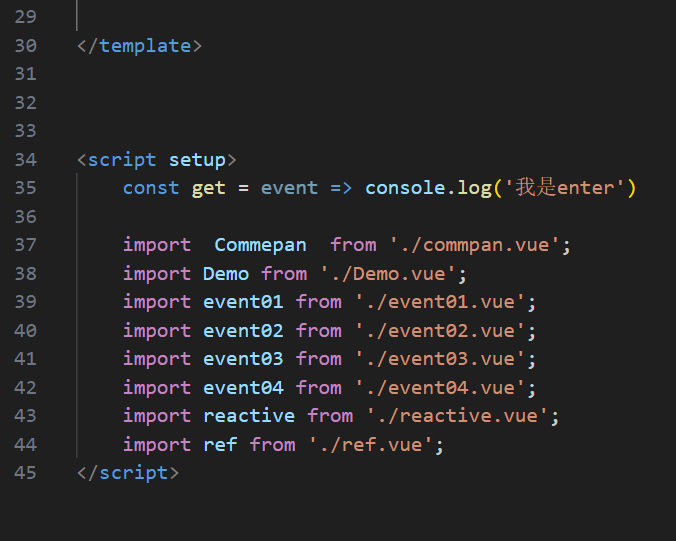 29
30 </template>
31
32
33
34 <script setup>
35 const get = event => console.log('我是enter')
36
37 import  Commepan  from './commpan.vue';
38 import Demo from './Demo.vue';
39 import event01 from './event01.vue';
40 import event02 from './event02.vue';
41 import event03 from './event03.vue';
42 import event04 from './event04.vue';
43 import reactive from './reactive.vue';
44 import ref from './ref.vue';
45 </script>